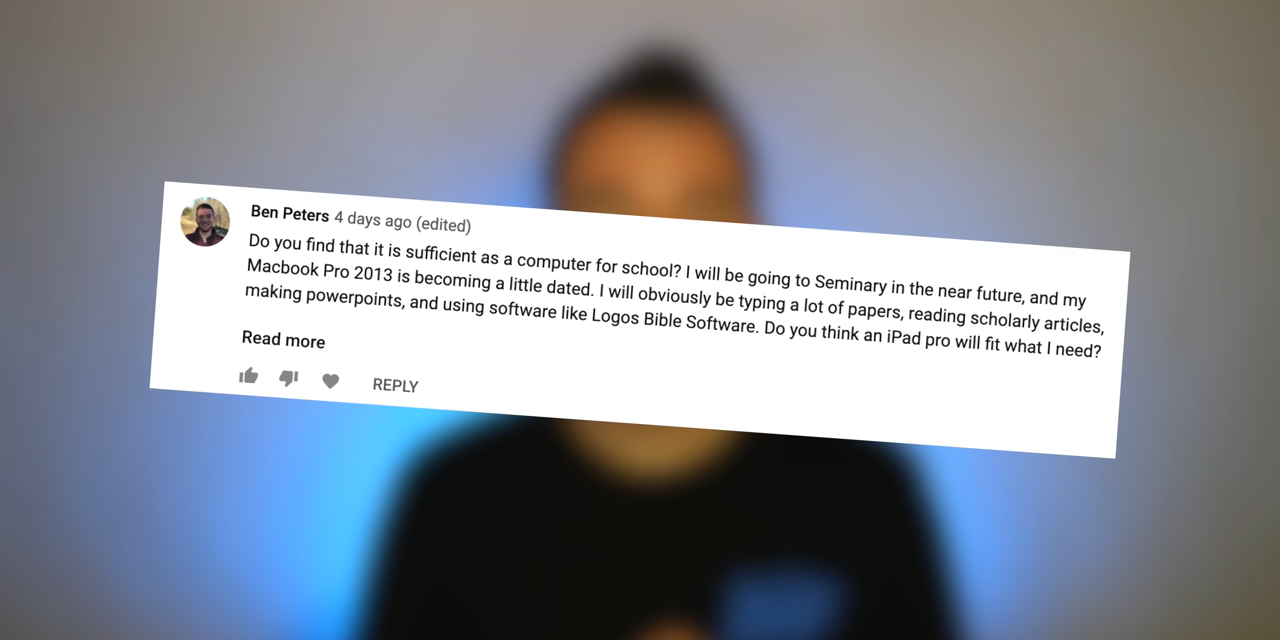 Ben Peters 4 days ago (edited)
Do you find that it is sufficient as a computer for school? I will be going to Seminary in the near future, and my
Macbook Pro 2013 is becoming a little dated. I will obviously be typing a lot of papers, reading scholarly articles,
making powerpoints, and using software like Logos Bible Software. Do you think an iPad pro will fit what I need?
Read more
REPLY